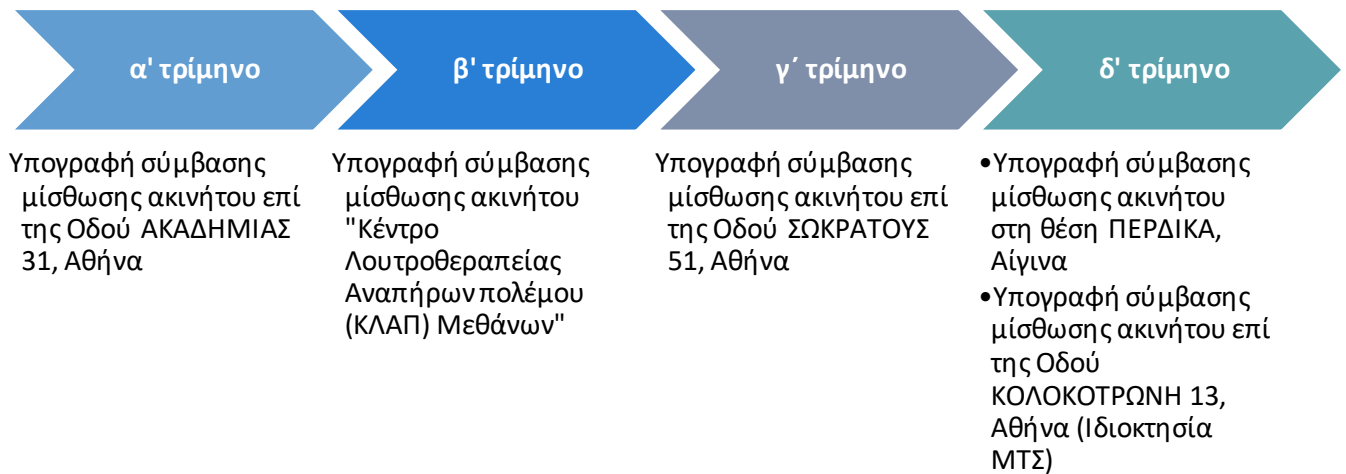 α' τρίμηνο
β' τρίμηνο
γ΄ τρίμηνο
δ' τρίμηνο
Υπογραφή σύμβασης
μίσθωσης ακινήτου επί
της Οδού ΑΚΑΔΗΜΙΑΣ
31, Αθήνα
Υπογραφή σύμβασης
μίσθωσης ακινήτου
"Κέντρο
Λουτροθεραπείας
Αναπήρων πολέμου
(ΚΛΑΠ) Μεθάνων"
Υπογραφή σύμβασης
μίσθωσης ακινήτου επί
της Οδού ΣΩΚΡΑΤΟΥΣ
51, Αθήνα
•Υπογραφή σύμβασης
μίσθωσης ακινήτου
στη θέση ΠΕΡΔΙΚΑ,
Αίγινα
•Υπογραφή σύμβασης
μίσθωσης ακινήτου επί
της Οδού
ΚΟΛΟΚΟΤΡΩΝΗ 13,
Αθήνα (Ιδιοκτησία
ΜΤΣ)